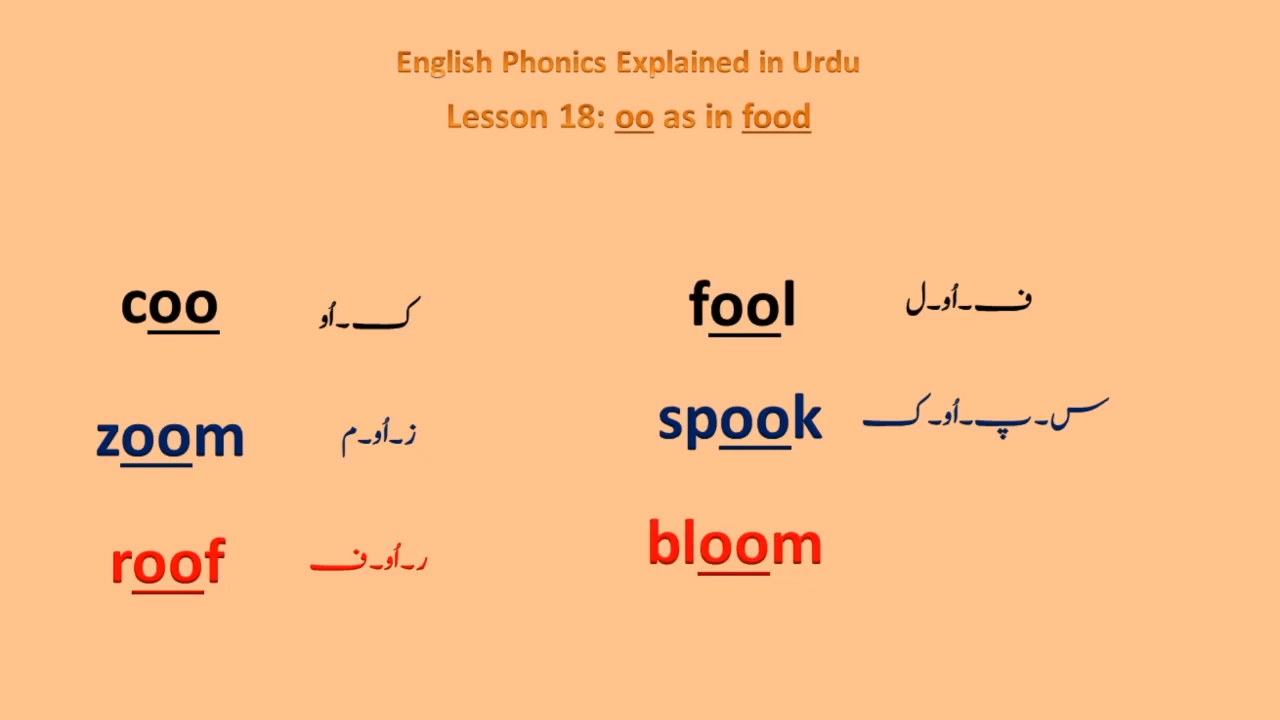 English Phonics Explained in Urdu
Lesson 18: oo as in food
coo ک۔اُو
zoom ز۔اُو۔م
roof ر۔اُو۔ف
fool ف۔اُو۔ل
spook س۔پ۔اُو۔ک
bloom